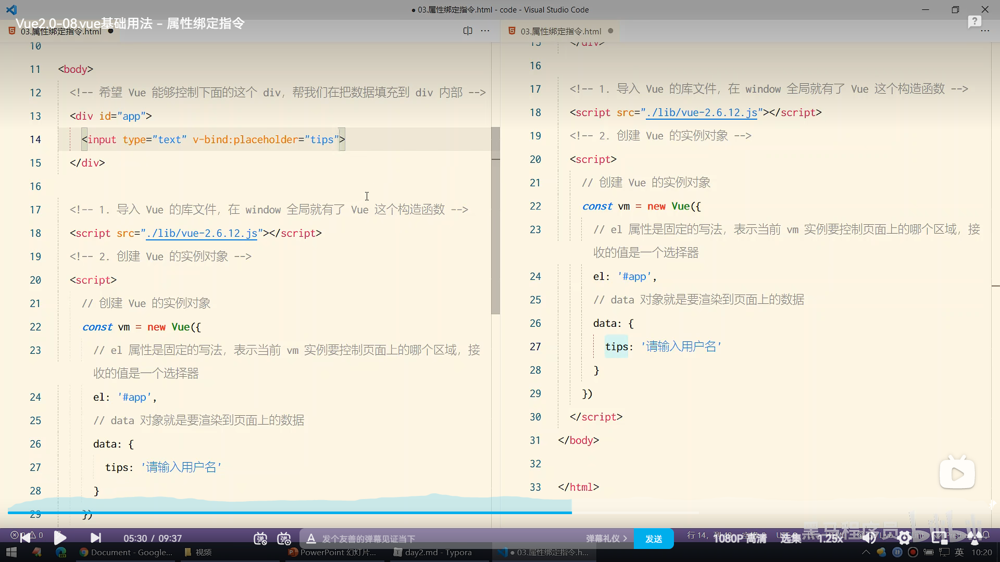 ● 03.属性绑定指令.html - code - Visual Studio Code
Vue2.0-08.vue基础用法 - 属性绑定指令
03.属性绑定指令.html ●
10
11 <body>
12 <!-- 希望 Vue 能够控制下面的这个 div，帮我们在把数据填充到 div 内部 -->
13 <div id="app">
14 <input type="text" v-bind:placeholder="tips">
15 </div>
16
17 <!-- 1. 导入 Vue 的库文件，在 window 全局就有了 Vue 这个构造函数 -->
18 <script src="./lib/vue-2.6.12.js"></script>
19 <!-- 2. 创建 Vue 的实例对象 -->
20 <script>
21 // 创建 Vue 的实例对象
22 const vm = new Vue({
23 // el 属性是固定的写法，表示当前 vm 实例要控制页面上的哪个区域，接
收的值是一个选择器
24 el: '#app',
25 // data 对象就是要渲染到页面上的数据
26 data: {
27 tips: '请输入用户名'
28 }
29 })
03.属性绑定指令.html ●
15 </div>
16
17 <!-- 1. 导入 Vue 的库文件，在 window 全局就有了 Vue 这个构造函数 -->
18 <script src="./lib/vue-2.6.12.js"></script>
19 <!-- 2. 创建 Vue 的实例对象 -->
20 <script>
21 // 创建 Vue 的实例对象
22 const vm = new Vue({
23 // el 属性是固定的写法，表示当前 vm 实例要控制页面上的哪个区域，接
收的值是一个选择器
24 el: '#app',
25 // data 对象就是要渲染到页面上的数据
26 data: {
27 tips: '请输入用户名'
28 }
29 })
30 </script>
31 </body>
32
33 </html>
黑马程序员
05:30 / 09:37
发个友善的弹幕见证当下
弹幕礼仪 >
发送
1080P 高清
选集
1.25x
Document - Google...
视频
PowerPoint 幻灯片...
day2.md - Typora
● 03.属性绑定指令.h...
英
10:20